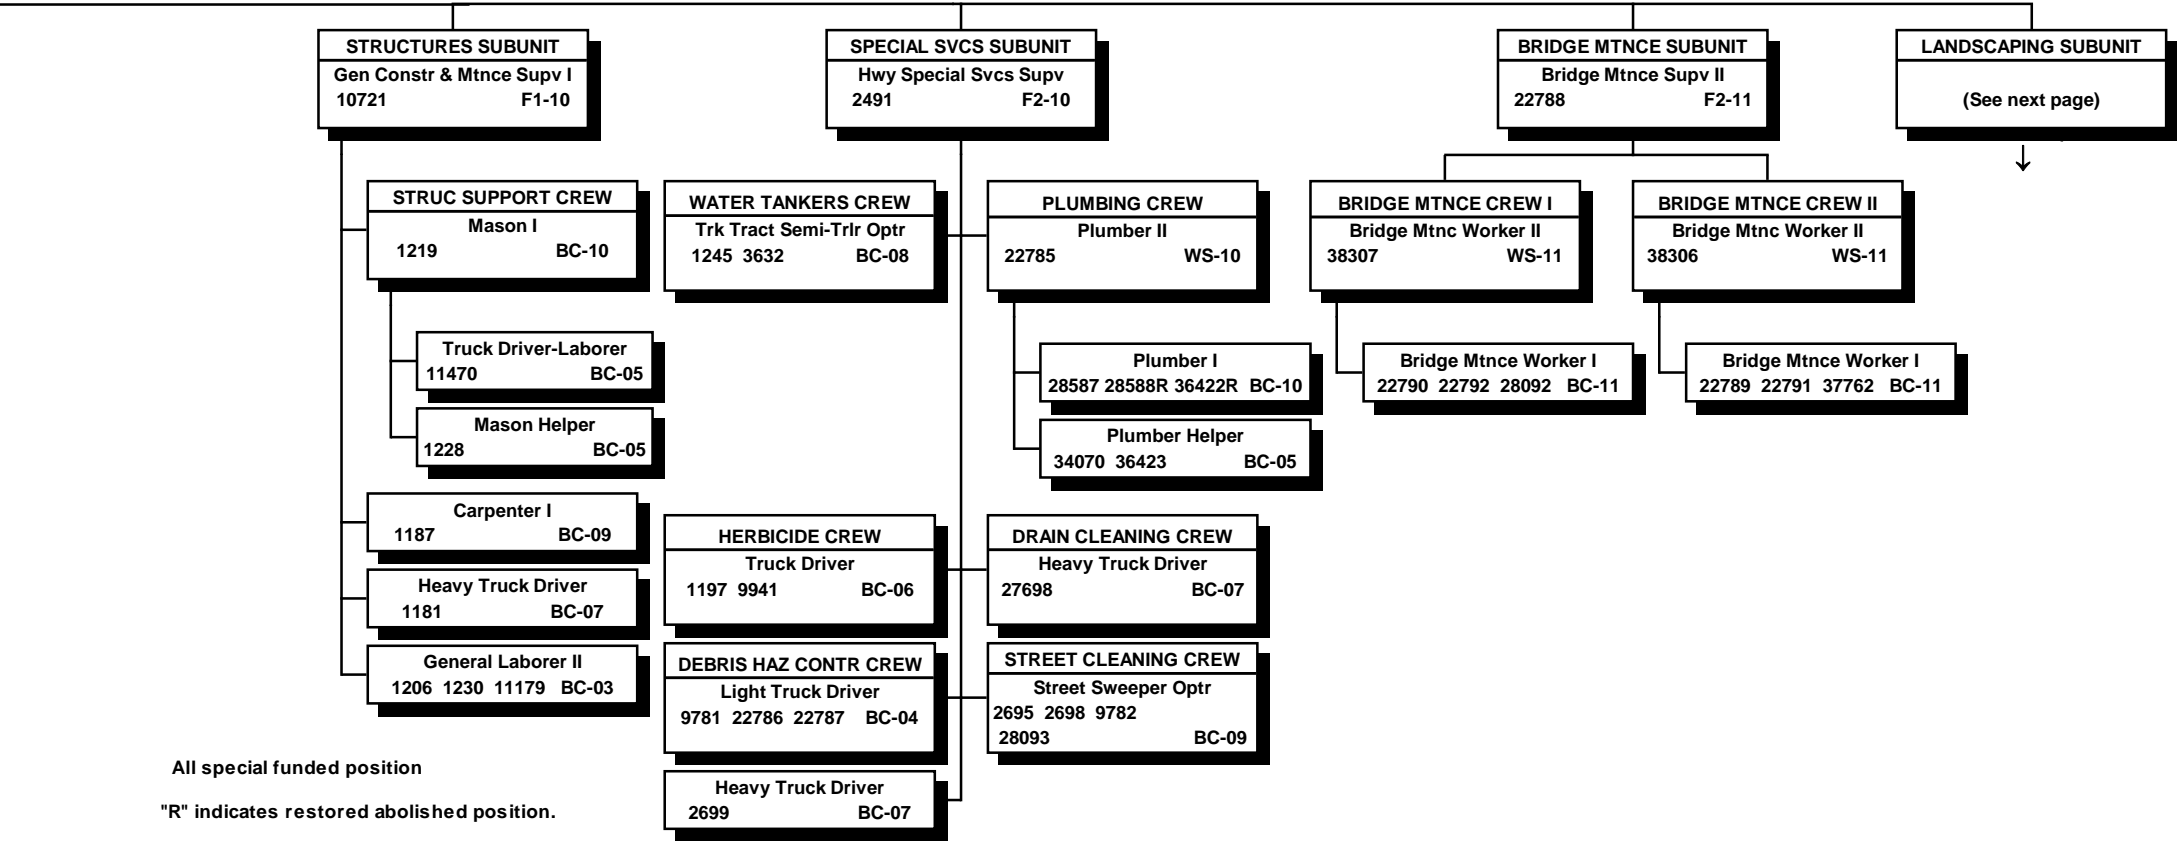 STRUCTURES SUBUNIT
Gen Constr & Mtnce Supv I
10721 F1-10
SPECIAL SVCS SUBUNIT
Hwy Special Svcs Supv
2491 F2-10
BRIDGE MTNCE SUBUNIT
Bridge Mtnce Supv II
22788 F2-11
LANDSCAPING SUBUNIT
(See next page)
STRUC SUPPORT CREW
Mason I
1219 BC-10
Truck Driver-Laborer
11470 BC-05
Mason Helper
1228 BC-05
Carpenter I
1187 BC-09
Heavy Truck Driver
1181 BC-07
General Laborer II
1206 1230 11179 BC-03
WATER TANKERS CREW
Trk Tract Semi-Trlr Optr
1245 3632 BC-08
PLUMBING CREW
Plumber II
22785 WS-10
Plumber I
28587 28588R 36422R BC-10
Plumber Helper
34070 36423 BC-05
HERBICIDE CREW
Truck Driver
1197 9941 BC-06
DRAIN CLEANING CREW
Heavy Truck Driver
27698 BC-07
DEBRIS HAZ CONTR CREW
Light Truck Driver
9781 22786 22787 BC-04
STREET CLEANING CREW
Street Sweeper Optr
2695 2698 9782
28093 BC-09
Heavy Truck Driver
2699 BC-07
BRIDGE MTNCE CREW I
Bridge Mtnc Worker II
38307 WS-11
Bridge Mtnce Worker I
22790 22792 28092 BC-11
BRIDGE MTNCE CREW II
Bridge Mtnc Worker II
38306 WS-11
Bridge Mtnce Worker I
22789 22791 37762 BC-11
All special funded position
"R" indicates restored abolished position.